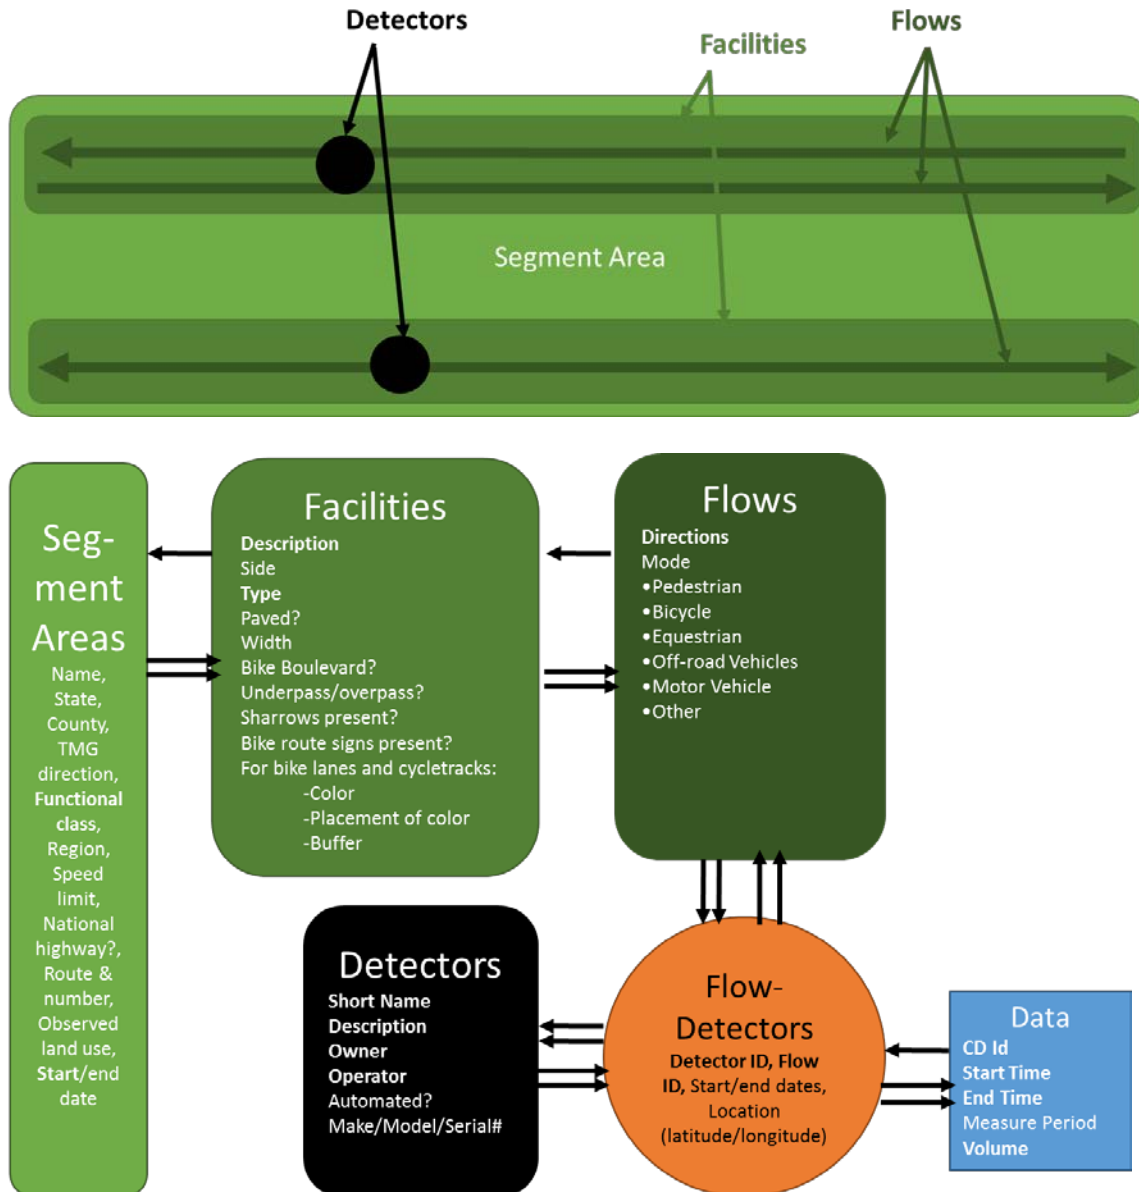 Detectors
Facilities
Flows
Segment Area
Seg-
ment
Areas
Name,
State,
County,
TMG
direction,
Functional
class,
Region,
Speed
limit,
National
highway?,
Route &
number,
Observed
land use,
Start/end
date
Facilities
Description
Side
Type
Paved?
Width
Bike Boulevard?
Underpass/overpass?
Sharrows present?
Bike route signs present?
For bike lanes and cycletracks:
-Color
-Placement of color
-Buffer
Flows
Directions
Mode
•Pedestrian
•Bicycle
•Equestrian
•Off-road Vehicles
•Motor Vehicle
•Other
Detectors
Short Name
Description
Owner
Operator
Automated?
Make/Model/Serial#
Flow-
Detectors
Detector ID, Flow
ID, Start/end dates,
Location
(latitude/longitude)
Data
CD Id
Start Time
End Time
Measure Period
Volume